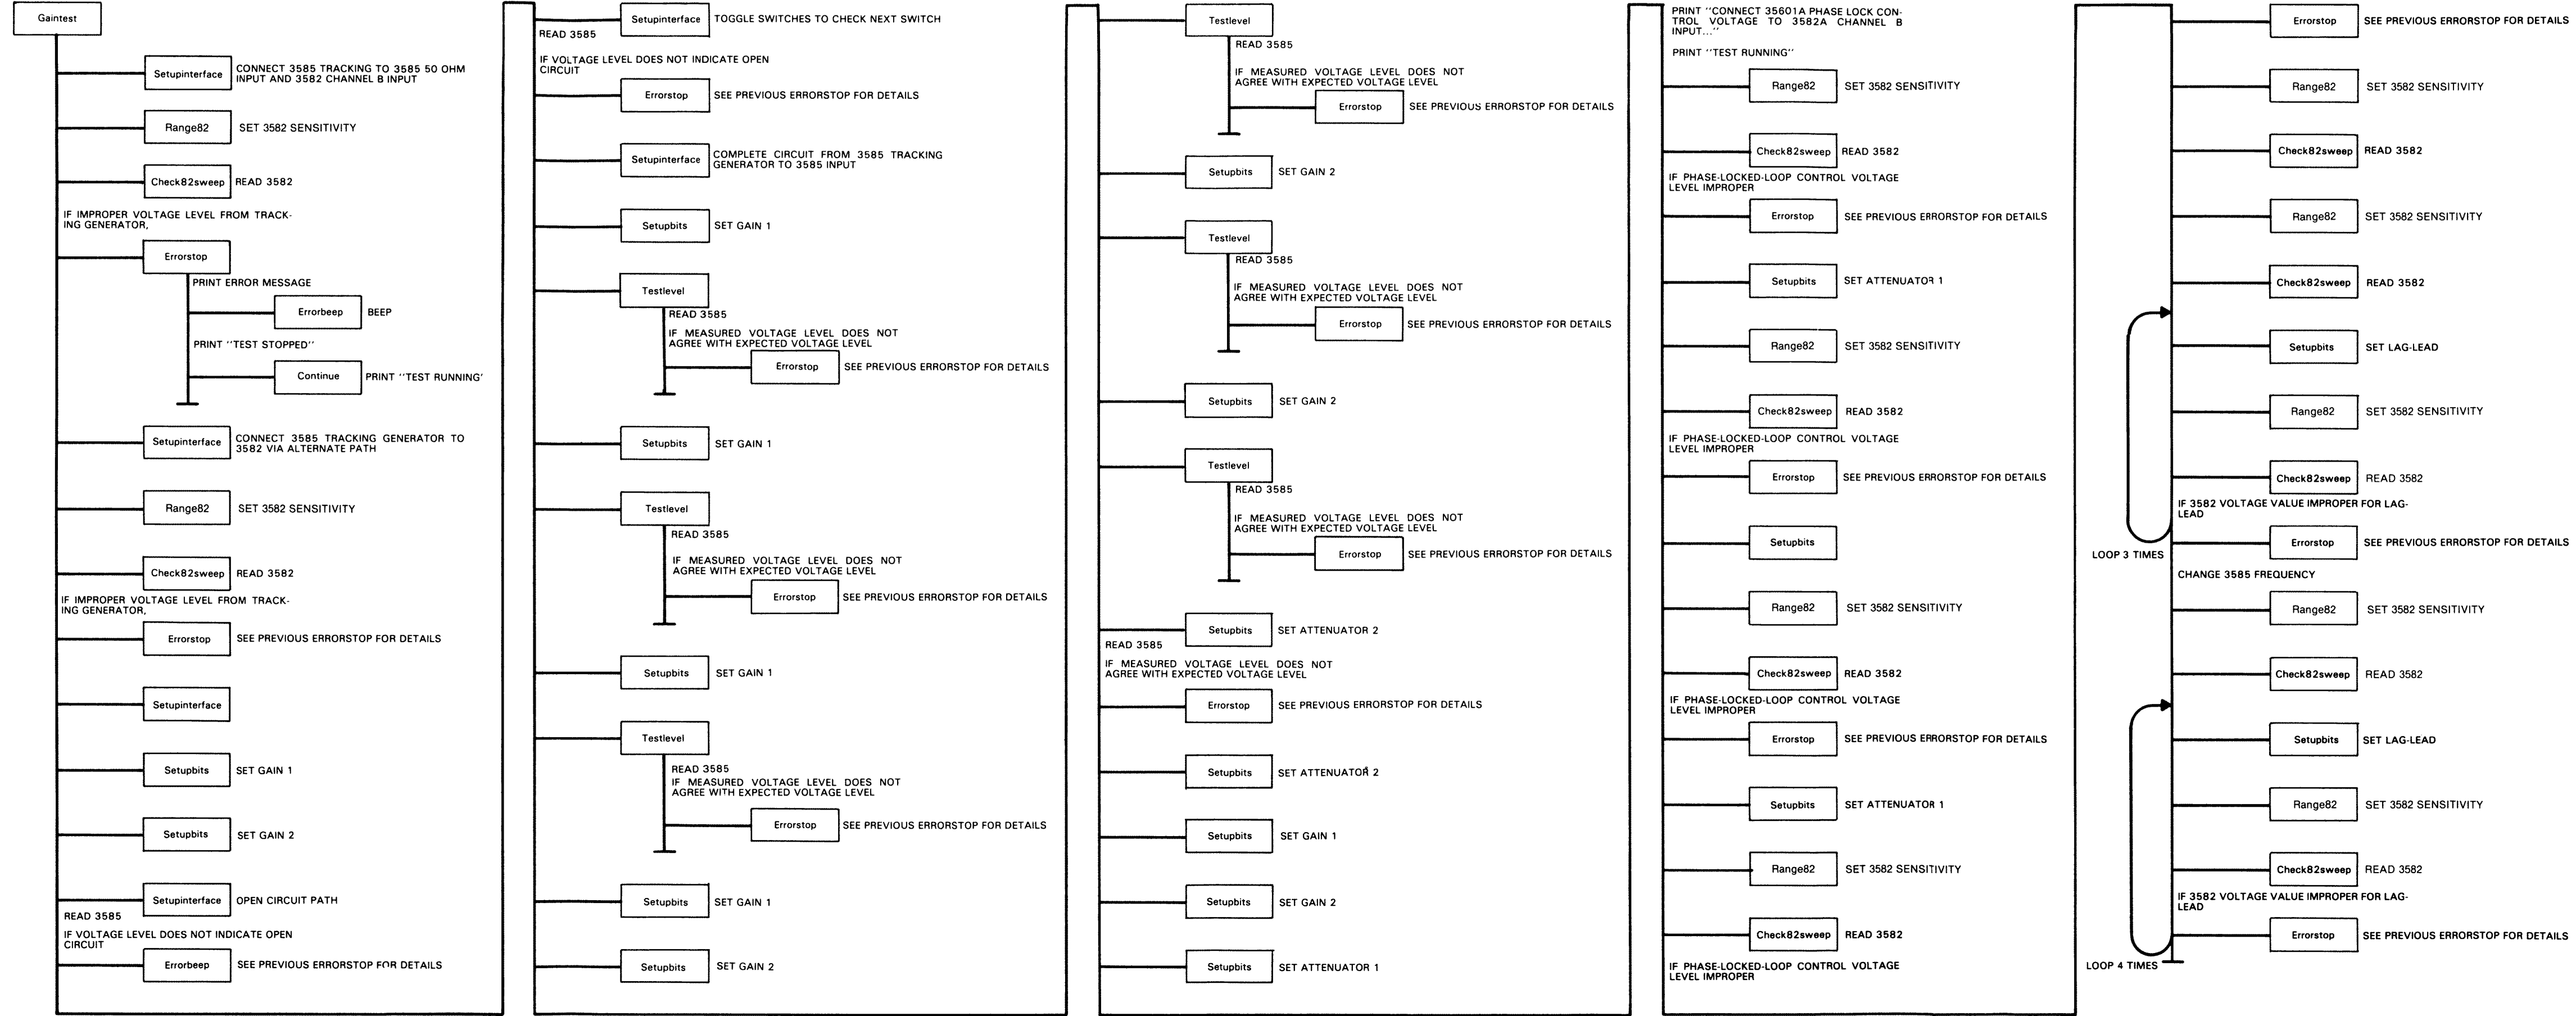 Gaintest
Setupinterface CONNECT 3585 TRACKING TO 3585 50 OHM
INPUT AND 3582 CHANNEL B INPUT
Range82 SET 3582 SENSITIVITY
Check82sweep READ 3582
IF IMPROPER VOLTAGE LEVEL FROM TRACK-
ING GENERATOR,
Errorstop
PRINT ERROR MESSAGE
Errorbeep BEEP
PRINT "TEST STOPPED"
Continue PRINT "TEST RUNNING'
Setupinterface CONNECT 3585 TRACKING GENERATOR TO
3582 VIA ALTERNATE PATH
Range82 SET 3582 SENSITIVITY
Check82sweep READ 3582
IF IMPROPER VOLTAGE LEVEL FROM TRACK-
ING GENERATOR,
Errorstop SEE PREVIOUS ERRORSTOP FOR DETAILS
Setupinterface
Setupbits SET GAIN 1
Setupbits SET GAIN 2
Setupinterface OPEN CIRCUIT PATH
READ 3585
IF VOLTAGE LEVEL DOES NOT INDICATE OPEN
CIRCUIT
Errorbeep SEE PREVIOUS ERRORSTOP FOR DETAILS
Setupinterface TOGGLE SWITCHES TO CHECK NEXT SWITCH
READ 3585
IF VOLTAGE LEVEL DOES NOT INDICATE OPEN
CIRCUIT
Errorstop SEE PREVIOUS ERRORSTOP FOR DETAILS
Setupinterface COMPLETE CIRCUIT FROM 3585 TRACKING
GENERATOR TO 3585 INPUT
Setupbits SET GAIN 1
Testlevel
READ 3585
IF MEASURED VOLTAGE LEVEL DOES NOT
AGREE WITH EXPECTED VOLTAGE LEVEL
Errorstop SEE PREVIOUS ERRORSTOP FOR DETAILS
Setupbits SET GAIN 1
Testlevel
READ 3585
IF MEASURED VOLTAGE LEVEL DOES NOT
AGREE WITH EXPECTED VOLTAGE LEVEL
Errorstop SEE PREVIOUS ERRORSTOP FOR DETAILS
Setupbits SET GAIN 1
Testlevel
READ 3585
IF MEASURED VOLTAGE LEVEL DOES NOT
AGREE WITH EXPECTED VOLTAGE LEVEL
Errorstop SEE PREVIOUS ERRORSTOP FOR DETAILS
Setupbits SET GAIN 1
Setupbits SET GAIN 2
Testlevel
READ 3585
IF MEASURED VOLTAGE LEVEL DOES NOT
AGREE WITH EXPECTED VOLTAGE LEVEL
Errorstop SEE PREVIOUS ERRORSTOP FOR DETAILS
Setupbits SET GAIN 2
Testlevel
READ 3585
IF MEASURED VOLTAGE LEVEL DOES NOT
AGREE WITH EXPECTED VOLTAGE LEVEL
Errorstop SEE PREVIOUS ERRORSTOP FOR DETAILS
Setupbits SET GAIN 2
Testlevel
READ 3585
IF MEASURED VOLTAGE LEVEL DOES NOT
AGREE WITH EXPECTED VOLTAGE LEVEL
Errorstop SEE PREVIOUS ERRORSTOP FOR DETAILS
Setupbits SET ATTENUATOR 2
READ 3585
IF MEASURED VOLTAGE LEVEL DOES NOT
AGREE WITH EXPECTED VOLTAGE LEVEL
Errorstop SEE PREVIOUS ERRORSTOP FOR DETAILS
Setupbits SET ATTENUATOR 2
Setupbits SET GAIN 1
Setupbits SET GAIN 2
Setupbits SET ATTENUATOR 1
PRINT "CONNECT 35601A PHASE LOCK CON-
TROL VOLTAGE TO 3582A CHANNEL B
INPUT..."
PRINT "TEST RUNNING"
Range82 SET 3582 SENSITIVITY
Check82sweep READ 3582
IF PHASE-LOCKED-LOOP CONTROL VOLTAGE
LEVEL IMPROPER
Errorstop SEE PREVIOUS ERRORSTOP FOR DETAILS
Setupbits SET ATTENUATOR 1
Range82 SET 3582 SENSITIVITY
Check82sweep READ 3582
IF PHASE-LOCKED-LOOP CONTROL VOLTAGE
LEVEL IMPROPER
Errorstop SEE PREVIOUS ERRORSTOP FOR DETAILS
Setupbits
Range82 SET 3582 SENSITIVITY
Check82sweep READ 3582
IF PHASE-LOCKED-LOOP CONTROL VOLTAGE
LEVEL IMPROPER
Errorstop SEE PREVIOUS ERRORSTOP FOR DETAILS
Setupbits SET ATTENUATOR 1
Range82 SET 3582 SENSITIVITY
Check82sweep READ 3582
IF PHASE-LOCKED-LOOP CONTROL VOLTAGE
LEVEL IMPROPER
Errorstop SEE PREVIOUS ERRORSTOP FOR DETAILS
Range82 SET 3582 SENSITIVITY
Check82sweep READ 3582
Range82 SET 3582 SENSITIVITY
Check82sweep READ 3582
Setupbits SET LAG-LEAD
Range82 SET 3582 SENSITIVITY
Check82sweep READ 3582
IF 3582 VOLTAGE VALUE IMPROPER FOR LAG-
LEAD
Errorstop SEE PREVIOUS ERRORSTOP FOR DETAILS
LOOP 3 TIMES
CHANGE 3585 FREQUENCY
Range82 SET 3582 SENSITIVITY
Check82sweep READ 3582
Setupbits SET LAG-LEAD
Range82 SET 3582 SENSITIVITY
Check82sweep READ 3582
IF 3582 VOLTAGE VALUE IMPROPER FOR LAG-
LEAD
Errorstop SEE PREVIOUS ERRORSTOP FOR DETAILS
LOOP 4 TIMES